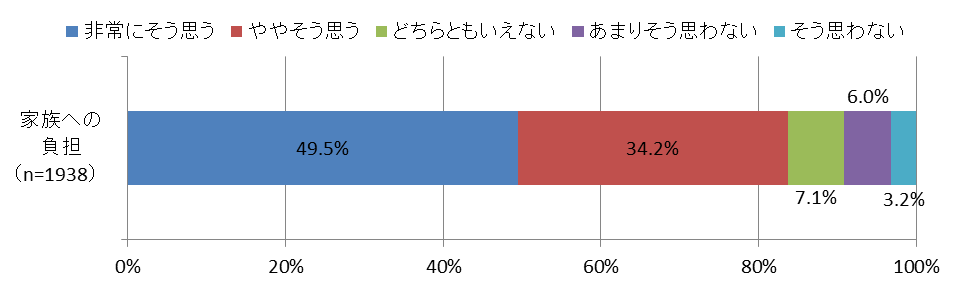 非常にそう思う ややそう思う どちらともいえない あまりそう思わない そう思わない
6.0%
家族への
負担
（n=1938）
49.5% 34.2%
7.1% 3.2%
0% 20% 40% 60% 80% 100%